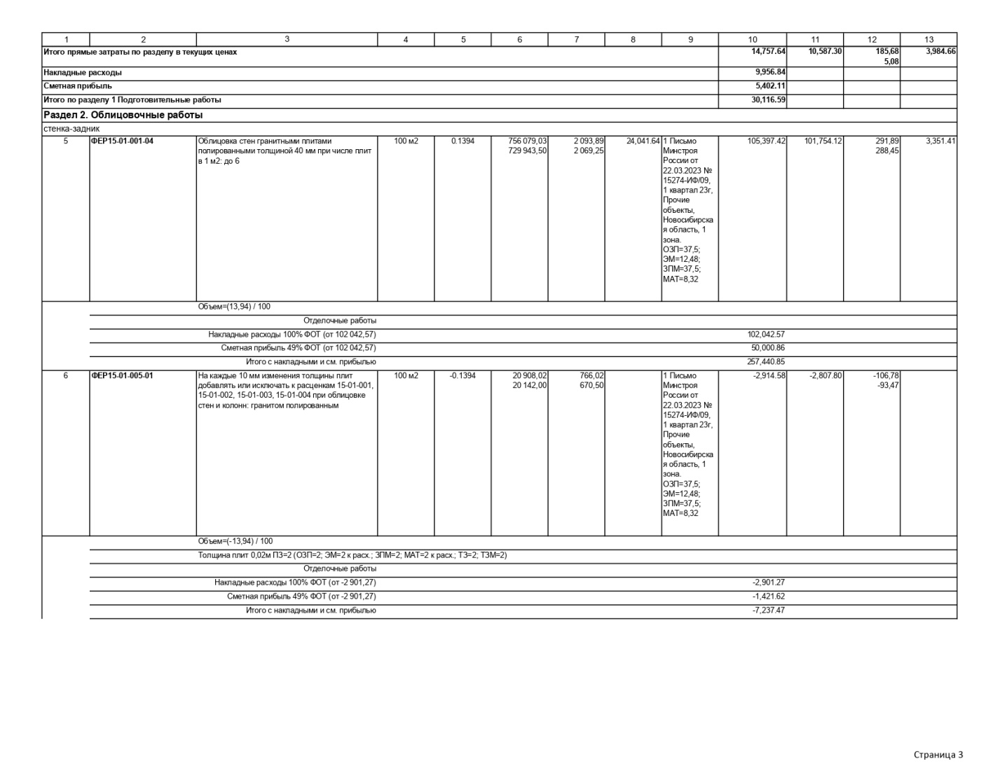 1 2 3 4 5 6 7 8 9 10 11 12 13
Итого прямые затраты по разделу в текущих ценах 14,757.64 10,587.30 185,68 3,984.66
5,08
Накладные расходы 9,956.84
Сметная прибыль 5,402.11
Итого по разделу 1 Подготовительные работы 30,116.59
Раздел 2. Облицовочные работы
стенка-задник
5 ФЕР15-01-001-04 Облицовка стен гранитными плитами 100 м2 0.1394 756 079,03 2 093,89 24,041.64 1 Письмо 105,397.42 101,754.12 291,89 3,351.41
полированными толщиной 40 мм при числе плит 729 943,50 2 069,25 Минстроя 288,45
в 1 м2: до 6 России от
22.03.2023 №
15274-ИФ/09,
1 квартал 23г,
Прочие
объекты,
Новосибирска
я область, 1
зона.
ОЗП=37,5;
ЭМ=12,48;
ЗПМ=37,5;
МАТ=8,32
Объем=(13,94) / 100
Отделочные работы
Накладные расходы 100% ФОТ (от 102 042,57) 102,042.57
Сметная прибыль 49% ФОТ (от 102 042,57) 50,000.86
Итого с накладными и см. прибылью 257,440.85
6 ФЕР15-01-005-01 На каждые 10 мм изменения толщины плит 100 м2 -0.1394 20 908,02 766,02 1 Письмо -2,914.58 -2,807.80 -106,78
добавлять или исключать к расценкам 15-01-001, 20 142,00 670,50 Минстроя -93,47
15-01-002, 15-01-003, 15-01-004 при облицовке России от
стен и колонн: гранитом полированным 22.03.2023 №
15274-ИФ/09,
1 квартал 23г,
Прочие
объекты,
Новосибирска
я область, 1
зона.
ОЗП=37,5;
ЭМ=12,48;
ЗПМ=37,5;
МАТ=8,32
Объем=(-13,94) / 100
Толщина плит 0,02м ПЗ=2 (ОЗП=2; ЭМ=2 к расх.; ЗПМ=2; МАТ=2 к расх.; ТЗ=2; ТЗМ=2)
Отделочные работы
Накладные расходы 100% ФОТ (от -2 901,27) -2,901.27
Сметная прибыль 49% ФОТ (от -2 901,27) -1,421.62
Итого с накладными и см. прибылью -7,237.47
Страница 3